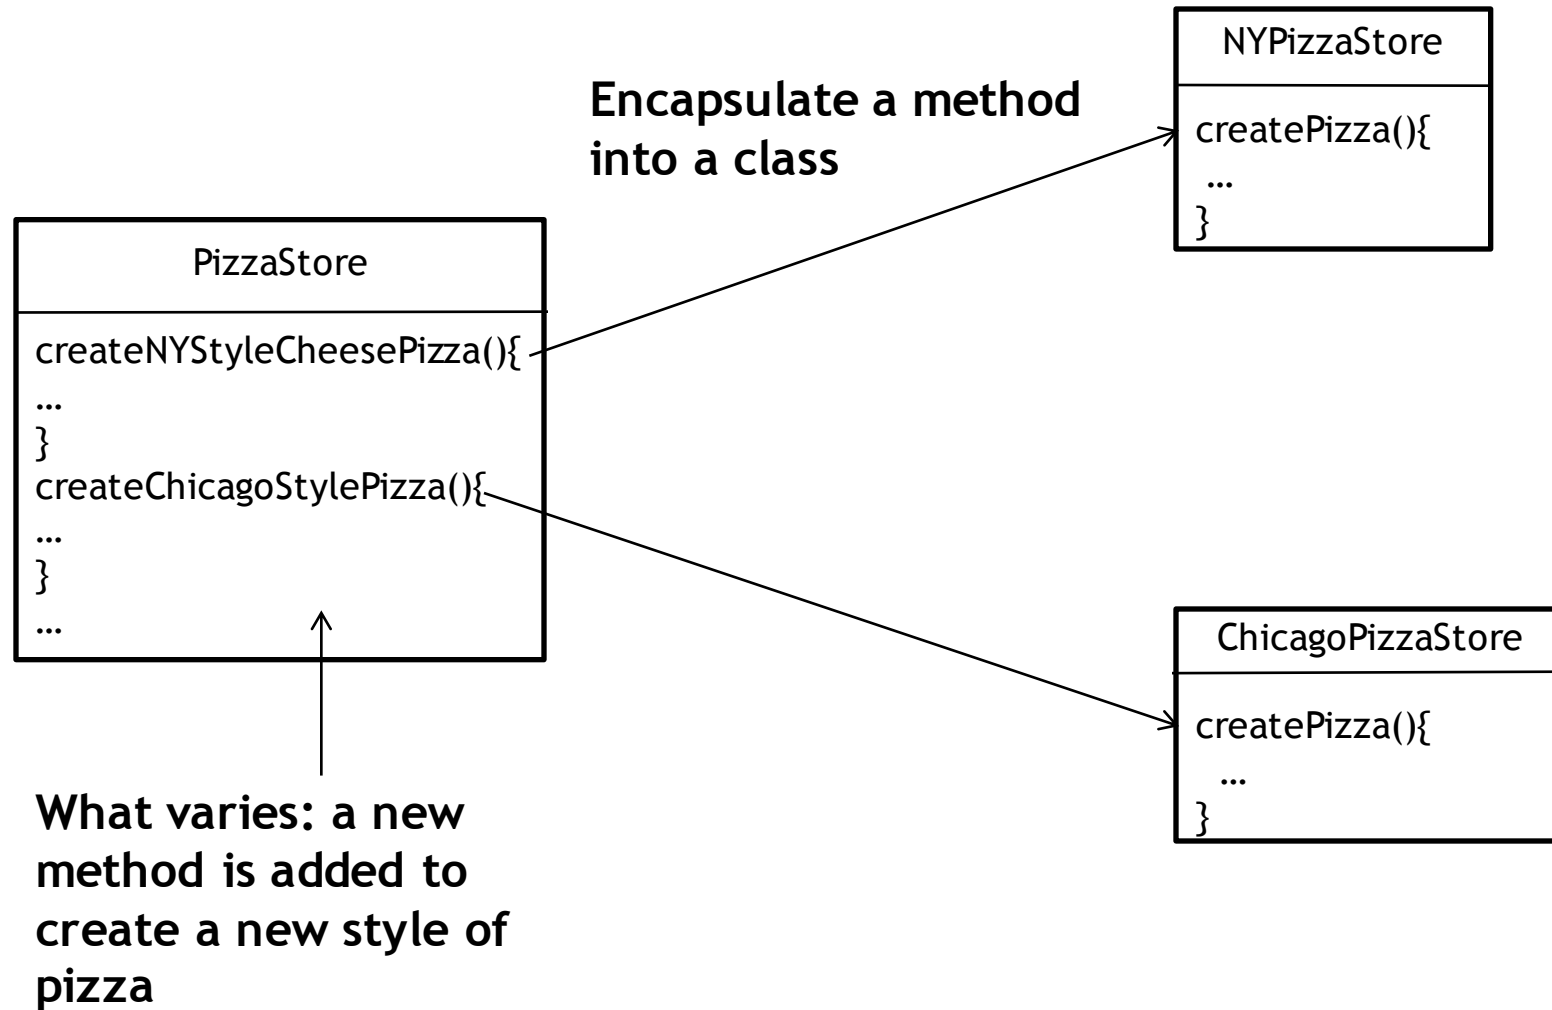 Encapsulate a method
into a class
PizzaStore
createNYStyleCheesePizza(){
...
}
createChicagoStylePizza(){
...
}
...
What varies: a new
method is added to
create a new style of
pizza
NYPizzaStore
createPizza(){
...
}
ChicagoPizzaStore
createPizza(){
...
}